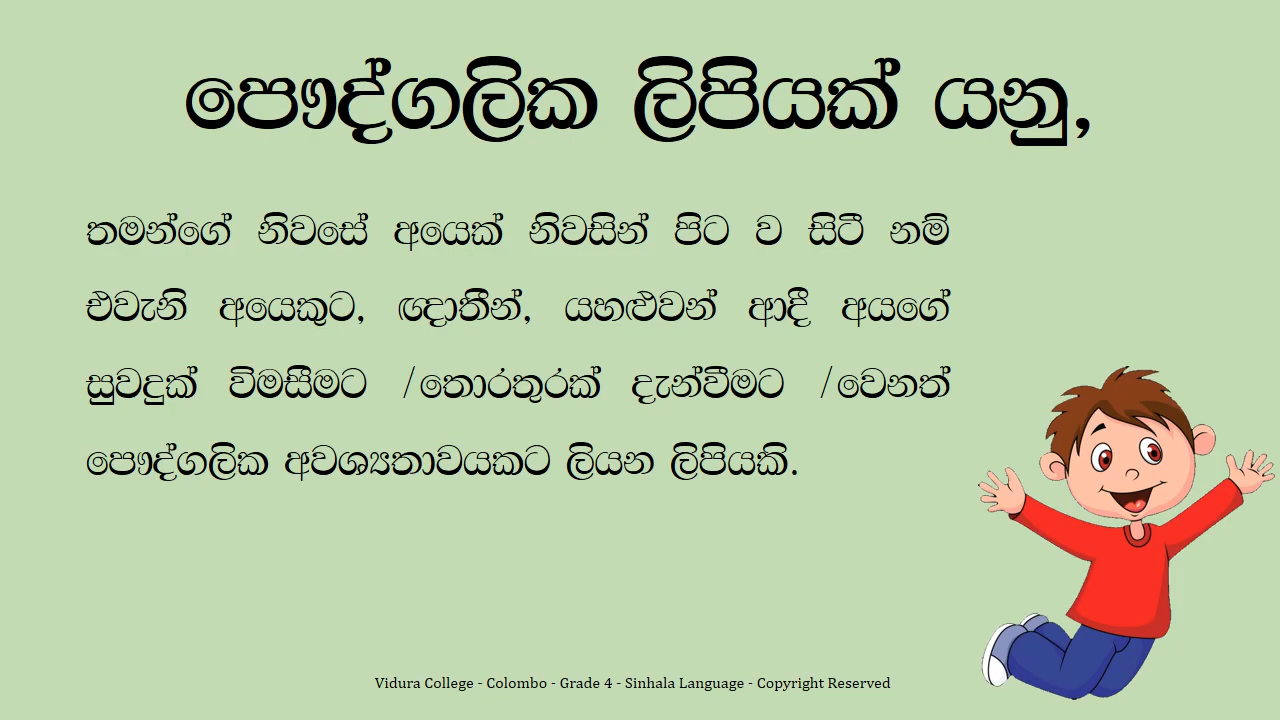 පෞද්ගලික ලිපියක් යනු,
තමන්ගේ නිවසේ අයෙක් නිවසින් පිට ව සිටී නම්
එවැනි අයෙකුට, ඥාතීන්, යහළුවන් ආදී අයගේ
සුවදුක් විමසීමට /තොරතුරක් දැන්වීමට /වෙනත්
පෞද්ගලික අවශ්‍යතාවයකට ලියන ලිපියකි.
Vidura College - Colombo - Grade 4 - Sinhala Language - Copyright Reserved